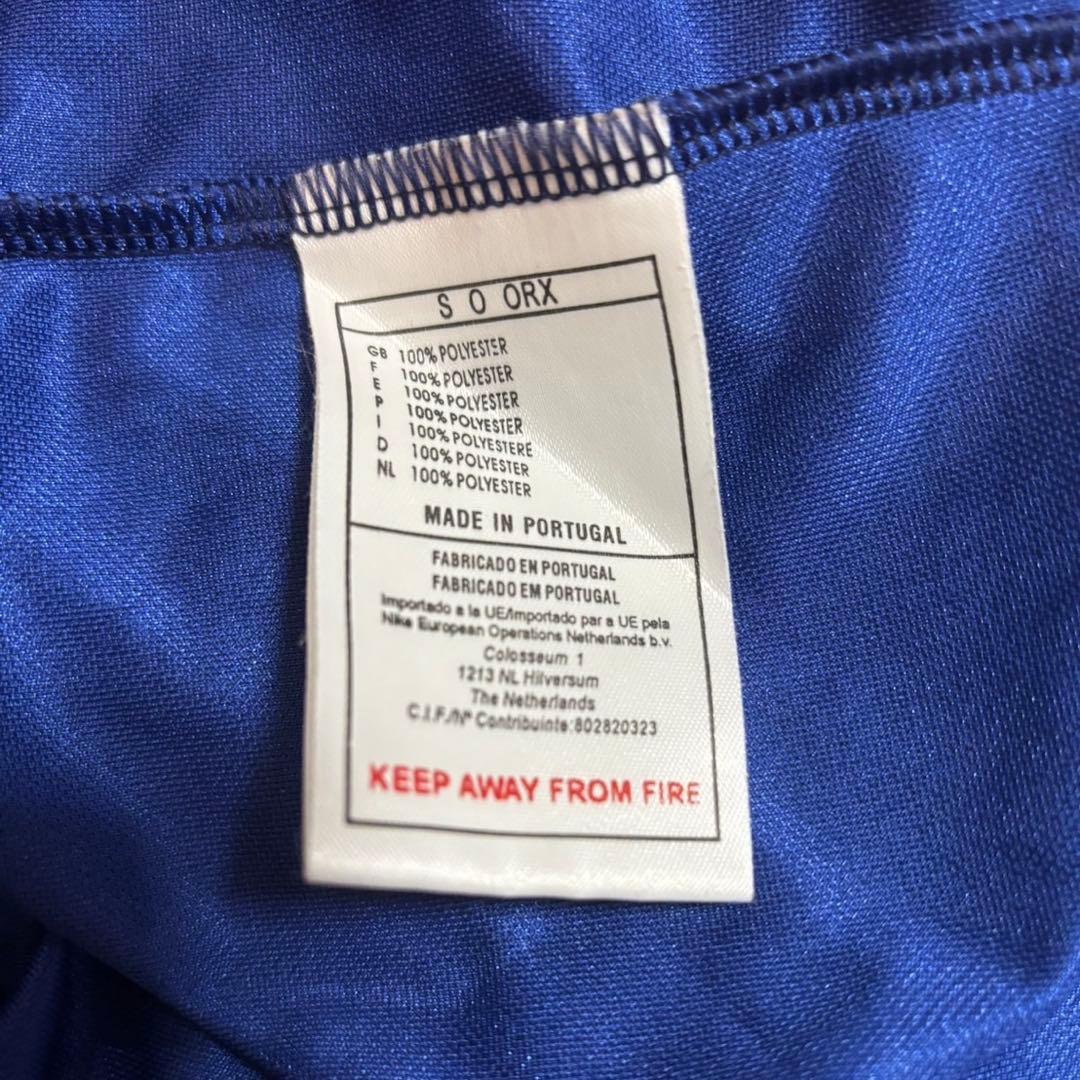 S O ORX
GB 100% POLYESTER
F 100% POLYESTER
E 100% POLYESTER
P 100% POLYESTER
I 100% POLYESTERE
D 100% POLYESTER
NL 100% POLYESTER
MADE IN PORTUGAL
FABRICADO EN PORTUGAL
FABRICADO EM PORTUGAL
Importado a la UE/Importado par a UE pela
Nike European Operations Netherlands b.v.
Colosseum 1
1213 NL Hilversum
The Netherlands
C.I.F./Nº Contribuinte:802820323
KEEP AWAY FROM FIRE